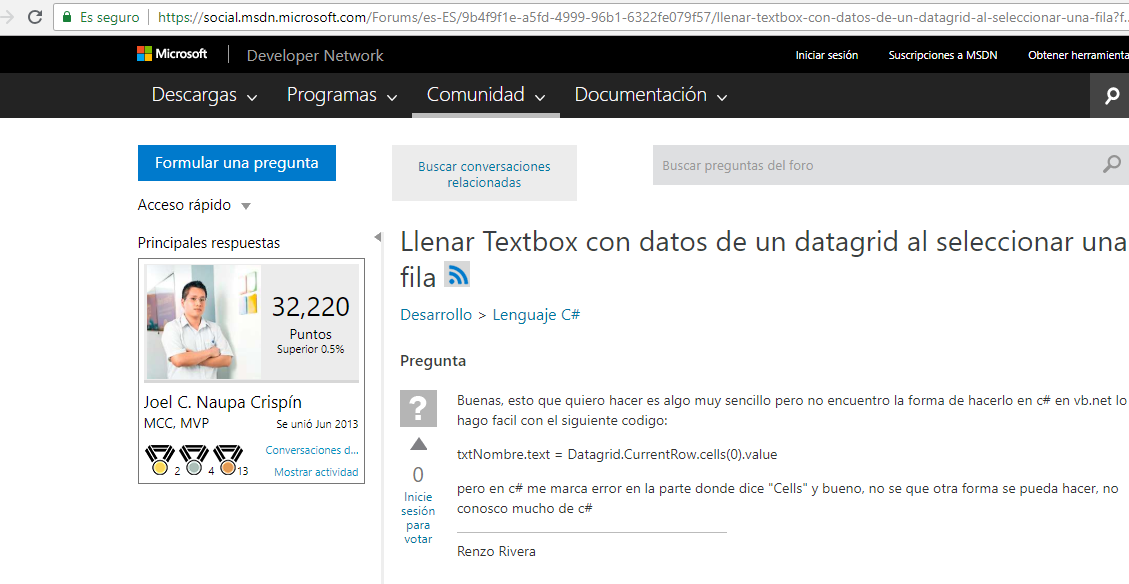 Es seguro https://social.msdn.microsoft.com/Forums/es-ES/9b4f9f1e-a5fd-4999-96b1-6322fe079f57/llenar-textbox-con-datos-de-un-datagrid-al-seleccionar-una-fila?f...
Microsoft Developer Network
Iniciar sesión Suscripciones a MSDN Obtener herramienta
Descargas Programas Comunidad Documentación
Formular una pregunta
Buscar conversaciones
relacionadas
Buscar preguntas del foro
Acceso rápido
Principales respuestas
32,220
Puntos
Superior 0.5%
Joel C. Naupa Crispín
MCC, MVP Se unió Jun 2013
2 4 13
Conversaciones d...
Mostrar actividad
Llenar Textbox con datos de un datagrid al seleccionar una
fila
Desarrollo > Lenguaje C#
Pregunta
?
0
Inicie
sesión
para
votar
Buenas, esto que quiero hacer es algo muy sencillo pero no encuentro la forma de hacerlo en c# en vb.net lo
hago facil con el siguiente codigo:
txtNombre.text = Datagrid.CurrentRow.cells(0).value
pero en c# me marca error en la parte donde dice "Cells" y bueno, no se que otra forma se pueda hacer, no
conosco mucho de c#
Renzo Rivera